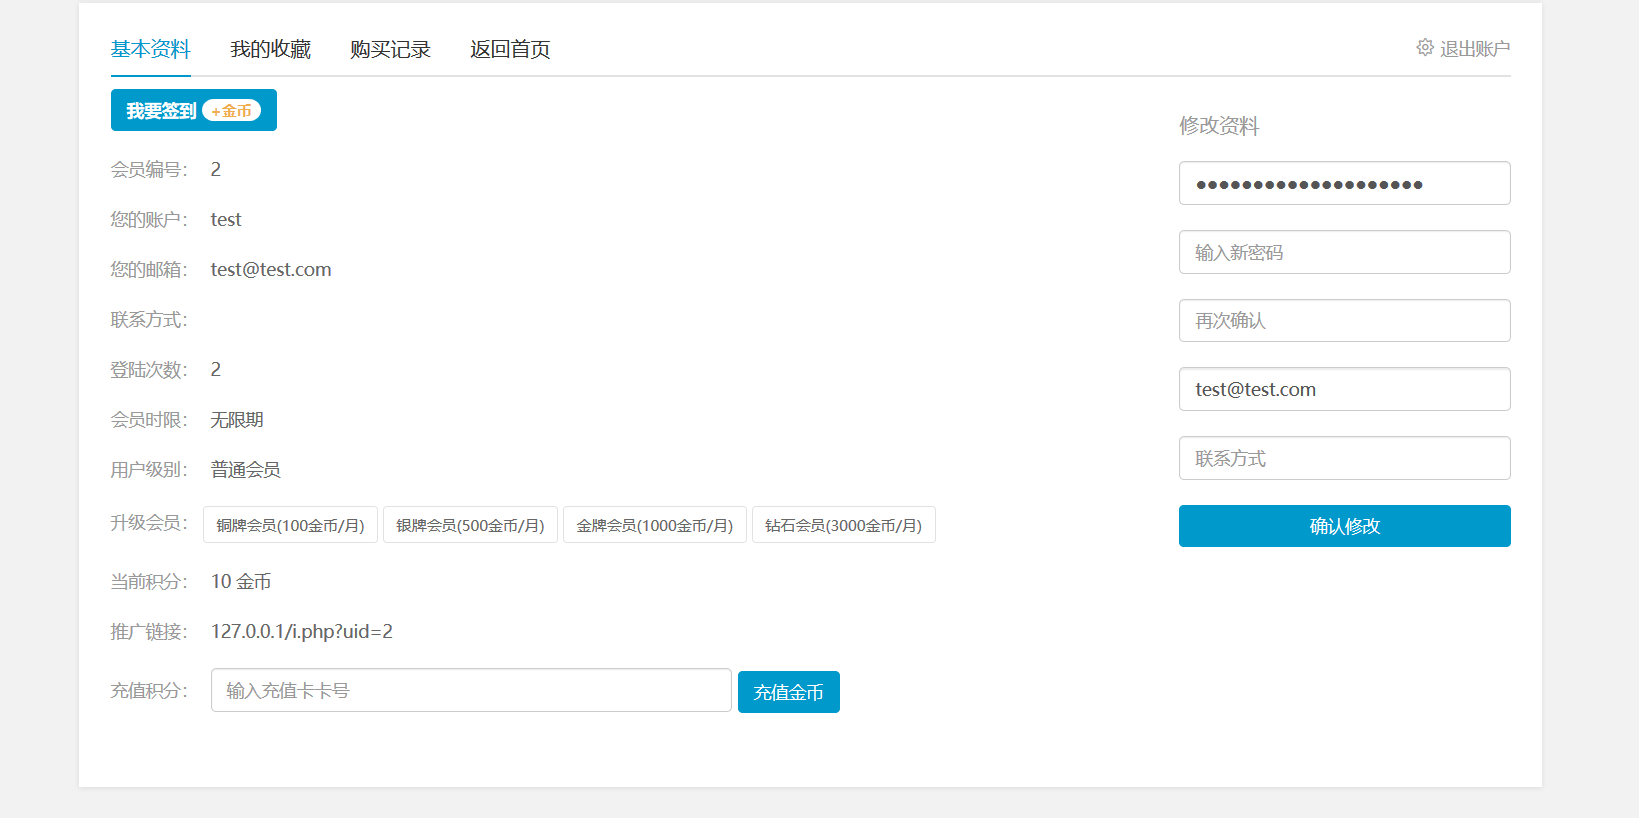 基本资料 我的收藏 购买记录 返回首页 退出账户
我要签到 +金币
会员编号： 2
您的账户： test
您的邮箱： test@test.com
联系方式：
登陆次数： 2
会员时限： 无限期
用户级别： 普通会员
升级会员： 铜牌会员(100金币/月) 银牌会员(500金币/月) 金牌会员(1000金币/月) 钻石会员(3000金币/月)
当前积分： 10 金币
推广链接： 127.0.0.1/i.php?uid=2
充值积分： 输入充值卡卡号 充值金币
修改资料
●●●●●●●●●●●●●●●●●●●●
输入新密码
再次确认
test@test.com
联系方式
确认修改